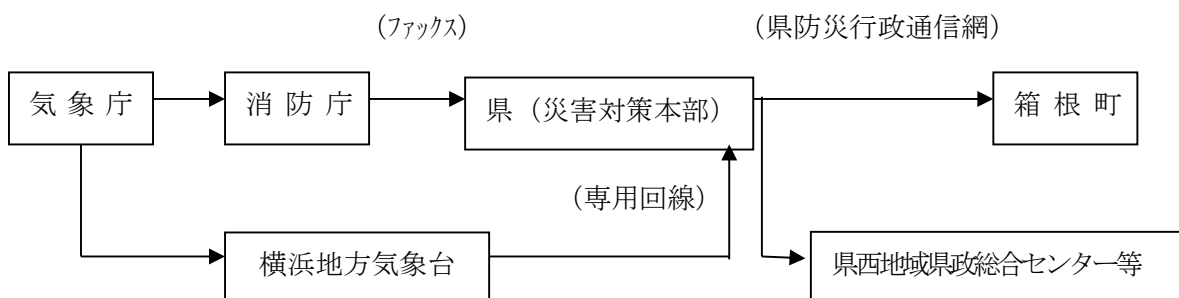 (ﾌｧｯｸｽ)
(県防災行政通信網)
気 象 庁
消 防 庁
県（災害対策本部）
箱 根 町
(専用回線)
横浜地方気象台
県西地域県政総合センター等